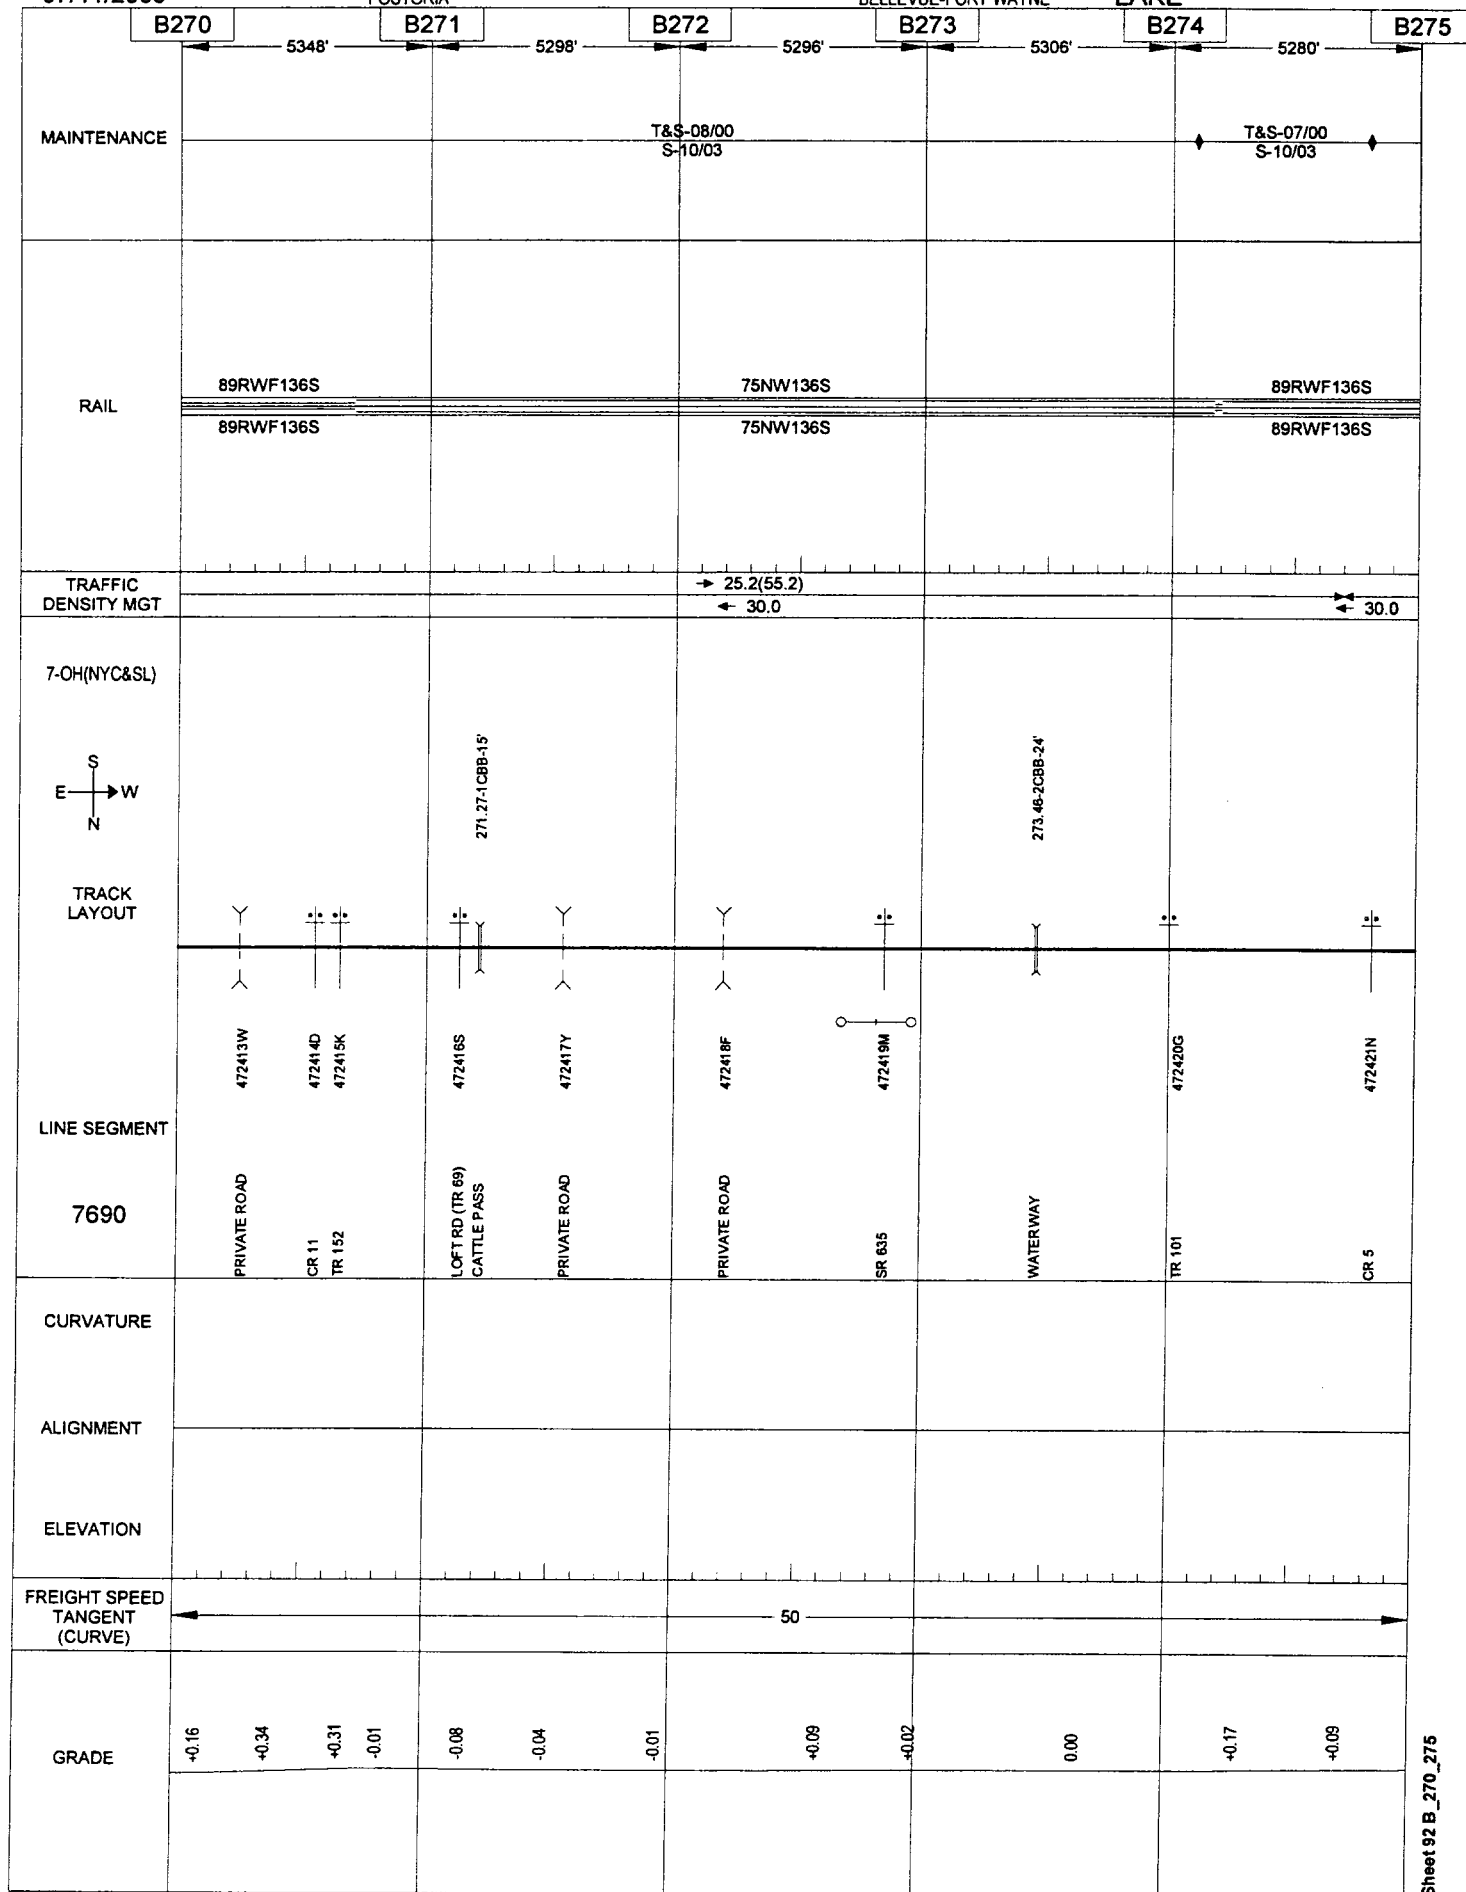 BELLEVUE-FORT WAYNE
LAKE
B270 B271 B272 B273 B274 B275
5348' 5298' 5296' 5306' 5280'
MAINTENANCE
T&S-08/00
S-10/03
T&S-07/00
S-10/03
RAIL
89RWF136S 75NW136S 89RWF136S
89RWF136S 75NW136S 89RWF136S
TRAFFIC
DENSITY MGT
25.2(55.2)
30.0
30.0
7-OH(NYC&SL)
S
E W
N
271.27-1CBB-15'
273.48-2CBB-24'
TRACK
LAYOUT
472413W
472414D
472415K
472416S
472417Y
472418F
472419M
472420G
472421N
LINE SEGMENT
7690
PRIVATE ROAD
CR 11
TR 152
LOFT RD (TR 69)
CATTLE PASS
PRIVATE ROAD
PRIVATE ROAD
SR 635
WATERWAY
TR 101
CR 5
CURVATURE
ALIGNMENT
ELEVATION
FREIGHT SPEED
TANGENT
(CURVE)
50
GRADE
+0.16
+0.34
+0.31
-0.01
-0.08
-0.04
-0.01
+0.09
+0.02
0.00
+0.17
+0.09
Sheet 92 B_270_275